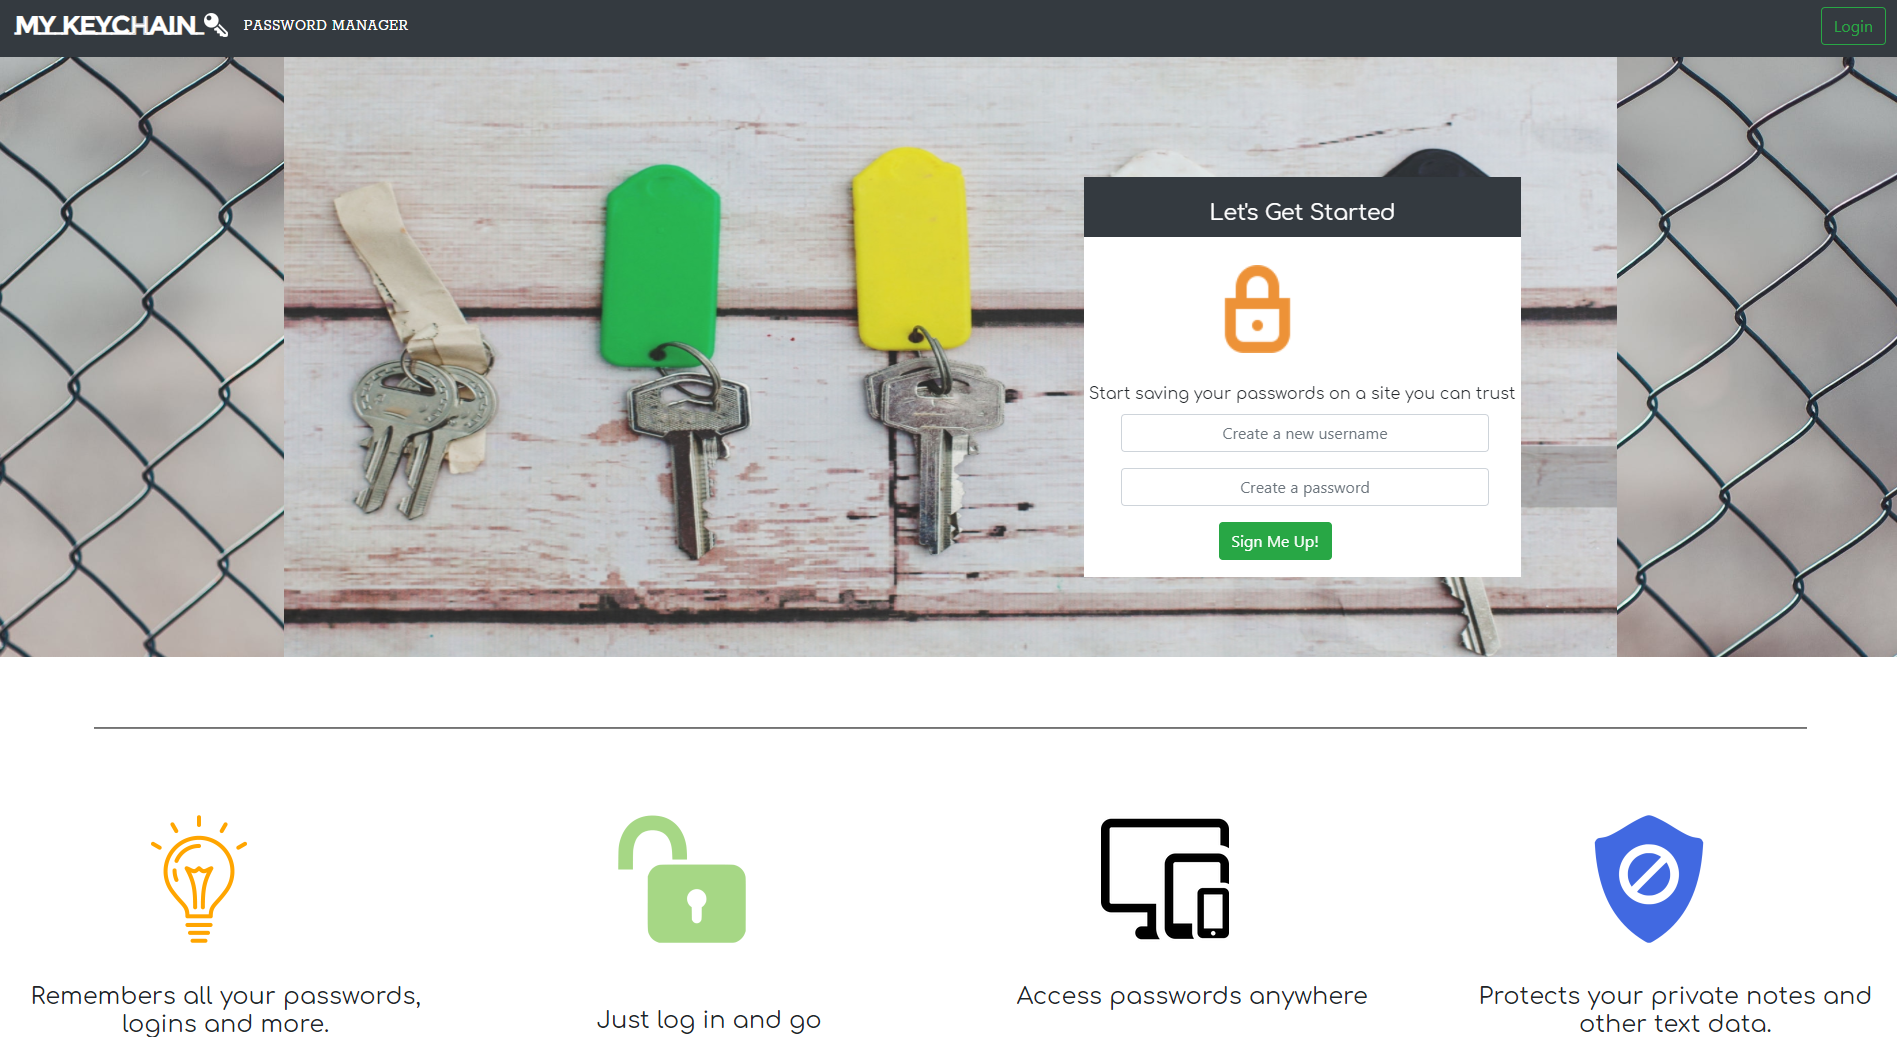 MY KEYCHAIN
PASSWORD MANAGER
Login
Let's Get Started
Start saving your passwords on a site you can trust
Create a new username
Create a password
Sign Me Up!
Remembers all your passwords,
logins and more.
Just log in and go
Access passwords anywhere
Protects your private notes and
other text data.